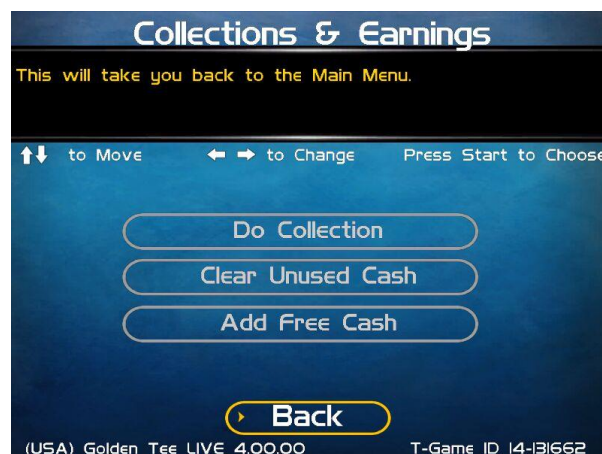 Collections & Earnings
This will take you back to the Main Menu.
to Move to Change Press Start to Choose
Do Collection
Clear Unused Cash
Add Free Cash
Back
(USA) Golden Tee LIVE 4.00.00 T-Game ID 14-131662